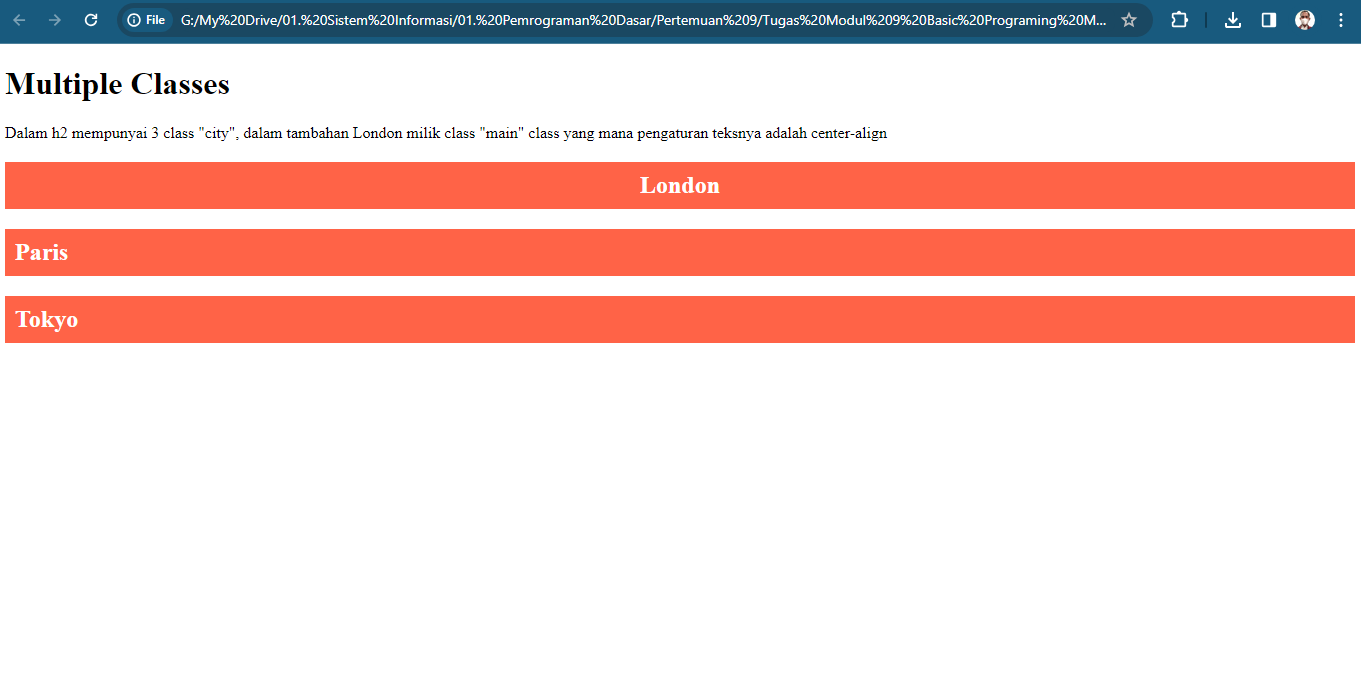 File G:/My%20Drive/01.%20Sistem%20Informasi/01.%20Pemrograman%20Dasar/Pertemuan%209/Tugas%20Modul%209%20Basic%20Programing%20M...
Multiple Classes
Dalam h2 mempunyai 3 class "city", dalam tambahan London milik class "main" class yang mana pengaturan teksnya adalah center-align
London
Paris
Tokyo